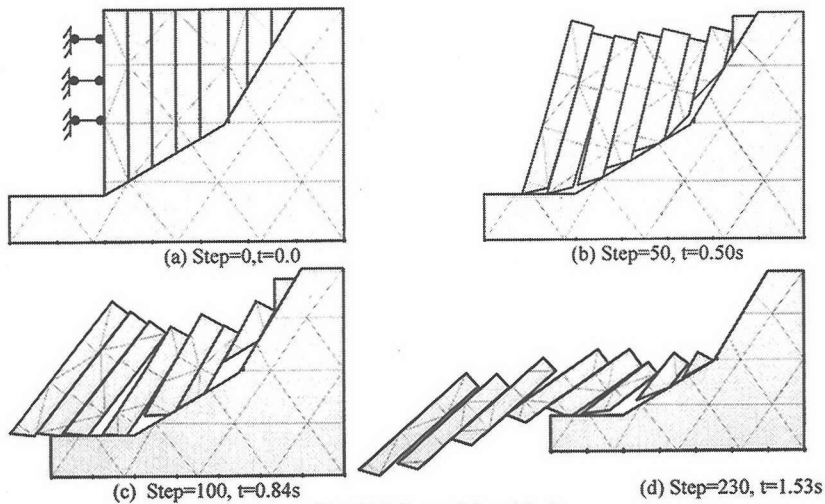 (a) Step=0,t=0.0
(b) Step=50, t=0.50s
(c) Step=100, t=0.84s
(d) Step=230, t=1.53s